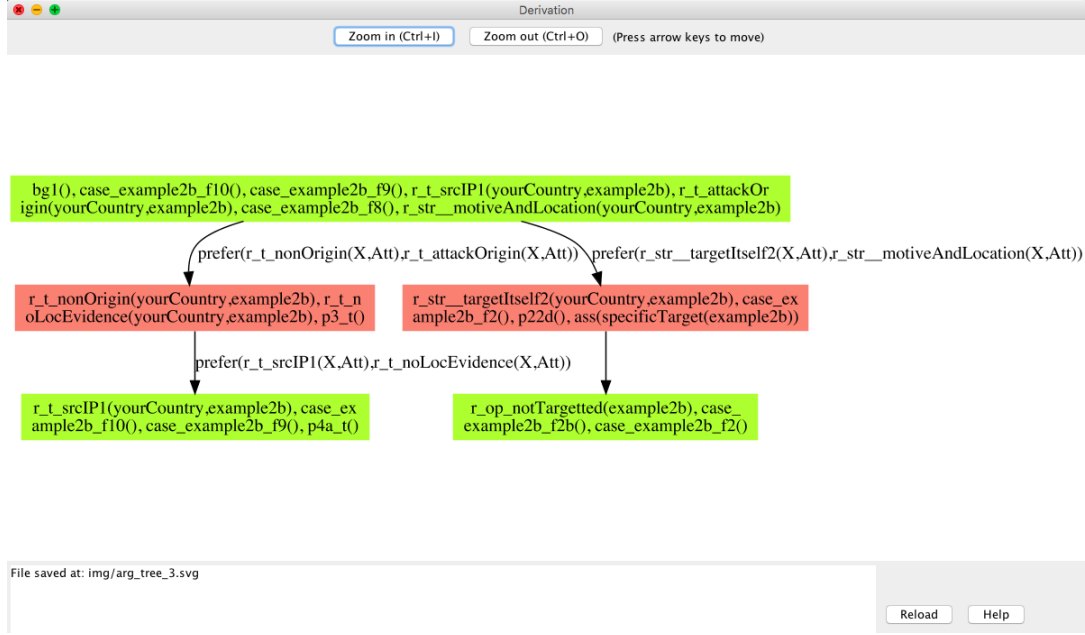 Derivation
Zoom in (Ctrl+I) Zoom out (Ctrl+O) (Press arrow keys to move)
bg1(), case_example2b_f10(), case_example2b_f9(), r_t_srcIP1(yourCountry,example2b), r_t_attackOr
igin(yourCountry,example2b), case_example2b_f8(), r_str__motiveAndLocation(yourCountry,example2b)
prefer(r_t_nonOrigin(X,Att),r_t_attackOrigin(X,Att)) prefer(r_str__targetItself2(X,Att),r_str__motiveAndLocation(X,Att))
r_t_nonOrigin(yourCountry,example2b), r_t_n
oLocEvidence(yourCountry,example2b), p3_t()
r_str__targetItself2(yourCountry,example2b), case_ex
ample2b_f2(), p22d(), ass(specificTarget(example2b))
prefer(r_t_srcIP1(X,Att),r_t_noLocEvidence(X,Att))
r_t_srcIP1(yourCountry,example2b), case_ex
ample2b_f10(), case_example2b_f9(), p4a_t()
r_op_notTargetted(example2b), case_
example2b_f2b(), case_example2b_f2()
File saved at: img/arg_tree_3.svg
Reload Help